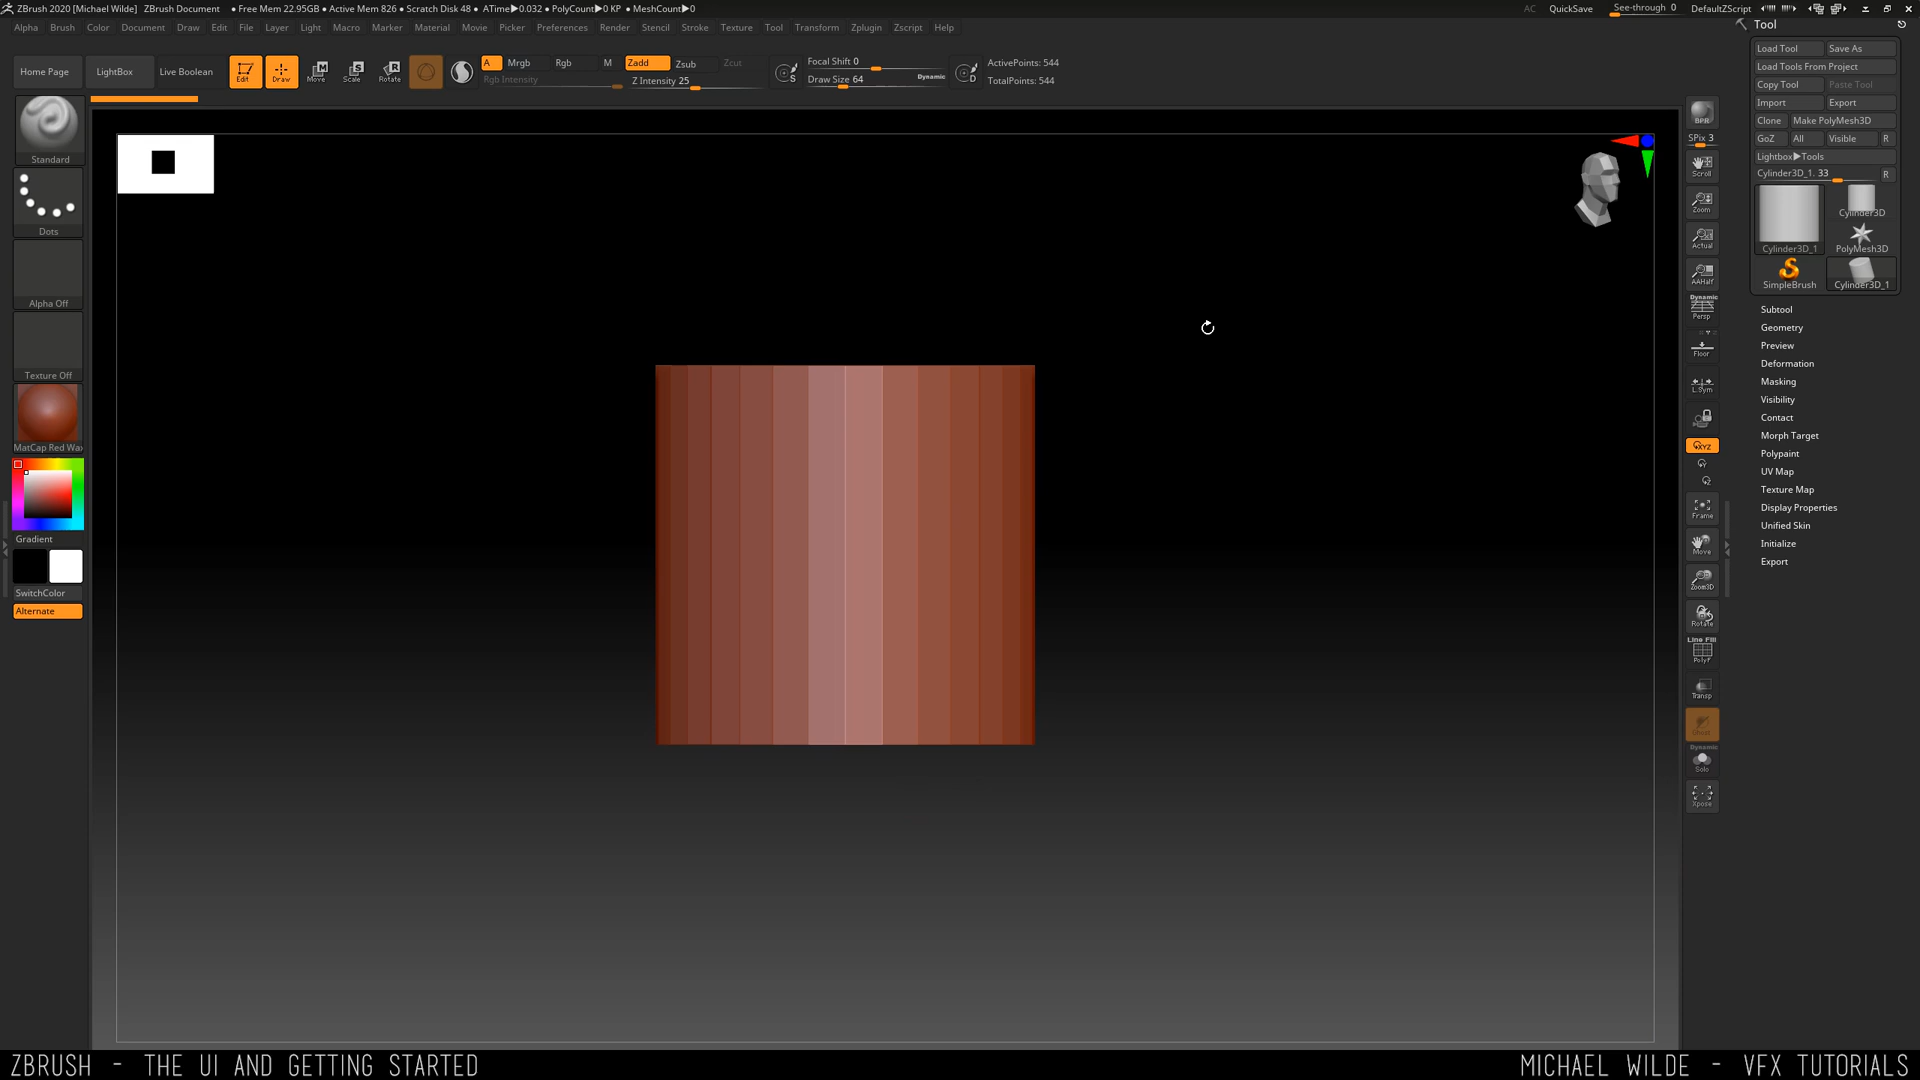 ZBrush 2020 [Michael Wilde] ZBrush Document • Free Mem 22.95GB • Active Mem 826 • Scratch Disk 48 • ATime▶0.032 • PolyCount▶0 KP • MeshCount▶0 AC QuickSave See-through 0 DefaultZScript
Alpha Brush Color Document Draw Edit File Layer Light Macro Marker Material Movie Picker Preferences Render Stencil Stroke Texture Tool Transform Zplugin Zscript Help
Home Page LightBox Live Boolean Edit Draw Move Scale Rotate
A Mrgb Rgb M Zadd Zsub Zcut
Rgb Intensity Z Intensity 25
Focal Shift 0
Draw Size 64 Dynamic
S D
ActivePoints: 544
TotalPoints: 544
Standard
Dots
Alpha Off
Texture Off
MatCap Red Wax
Gradient
SwitchColor
Alternate
BPR
SPix 3
Scroll
Zoom
Actual
AAHalf
Dynamic
Persp
Floor
L.Sym
XYZ
Y
Z
Frame
Move
Zoom3D
Rotate
Line Fill
PolyF
Transp
Ghost
Dynamic
Solo
Xpose
Tool
Load Tool Save As
Load Tools From Project
Copy Tool Paste Tool
Import Export
Clone Make PolyMesh3D
GoZ All Visible R
Lightbox▶Tools
Cylinder3D_1. 33 R
Cylinder3D_1 Cylinder3D
PolyMesh3D
SimpleBrush Cylinder3D_1
Subtool
Geometry
Preview
Deformation
Masking
Visibility
Contact
Morph Target
Polypaint
UV Map
Texture Map
Display Properties
Unified Skin
Initialize
Export
ZBRUSH - THE UI AND GETTING STARTED
MICHAEL WILDE - VFX TUTORIALS